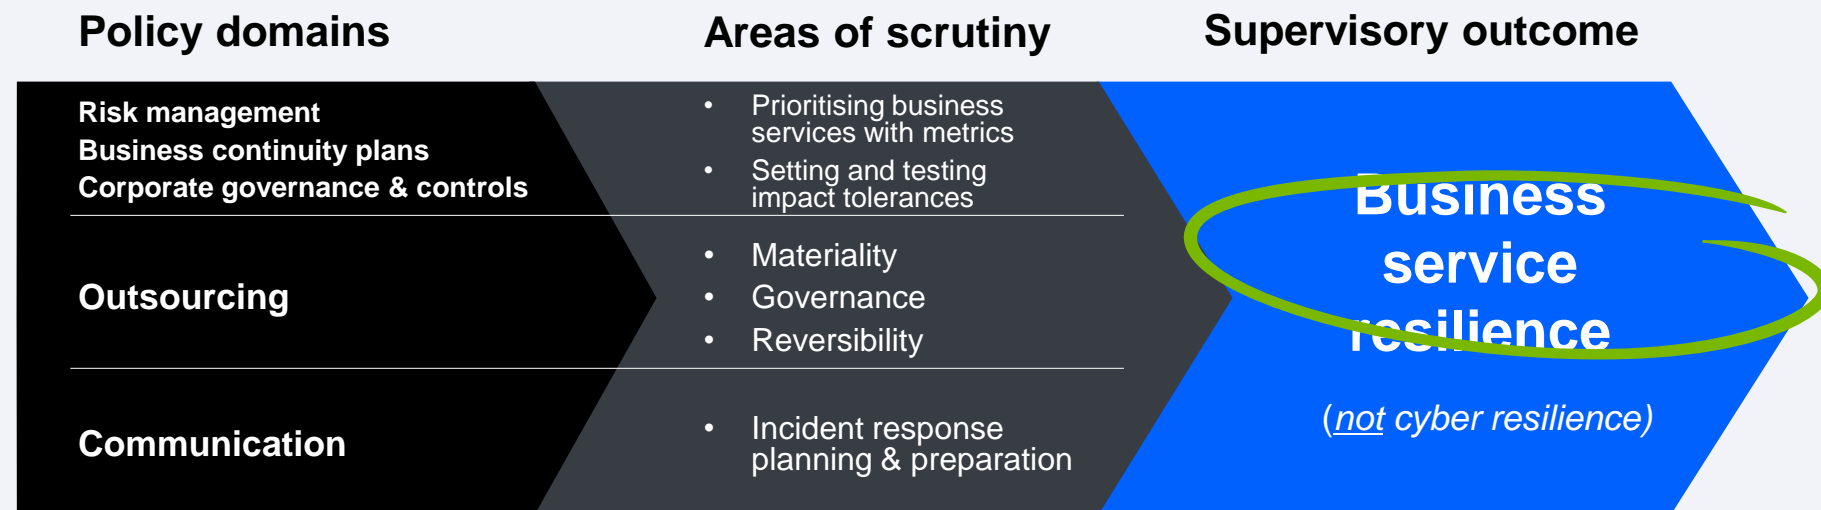 Policy domains
Areas of scrutiny
Supervisory outcome
Risk management
Business continuity plans
Corporate governance & controls
• Prioritising business
services with metrics
• Setting and testing
impact tolerances
Outsourcing
• Materiality
• Governance
• Reversibility
Communication
• Incident response
planning & preparation
Business
service
resilience
(not cyber resilience)